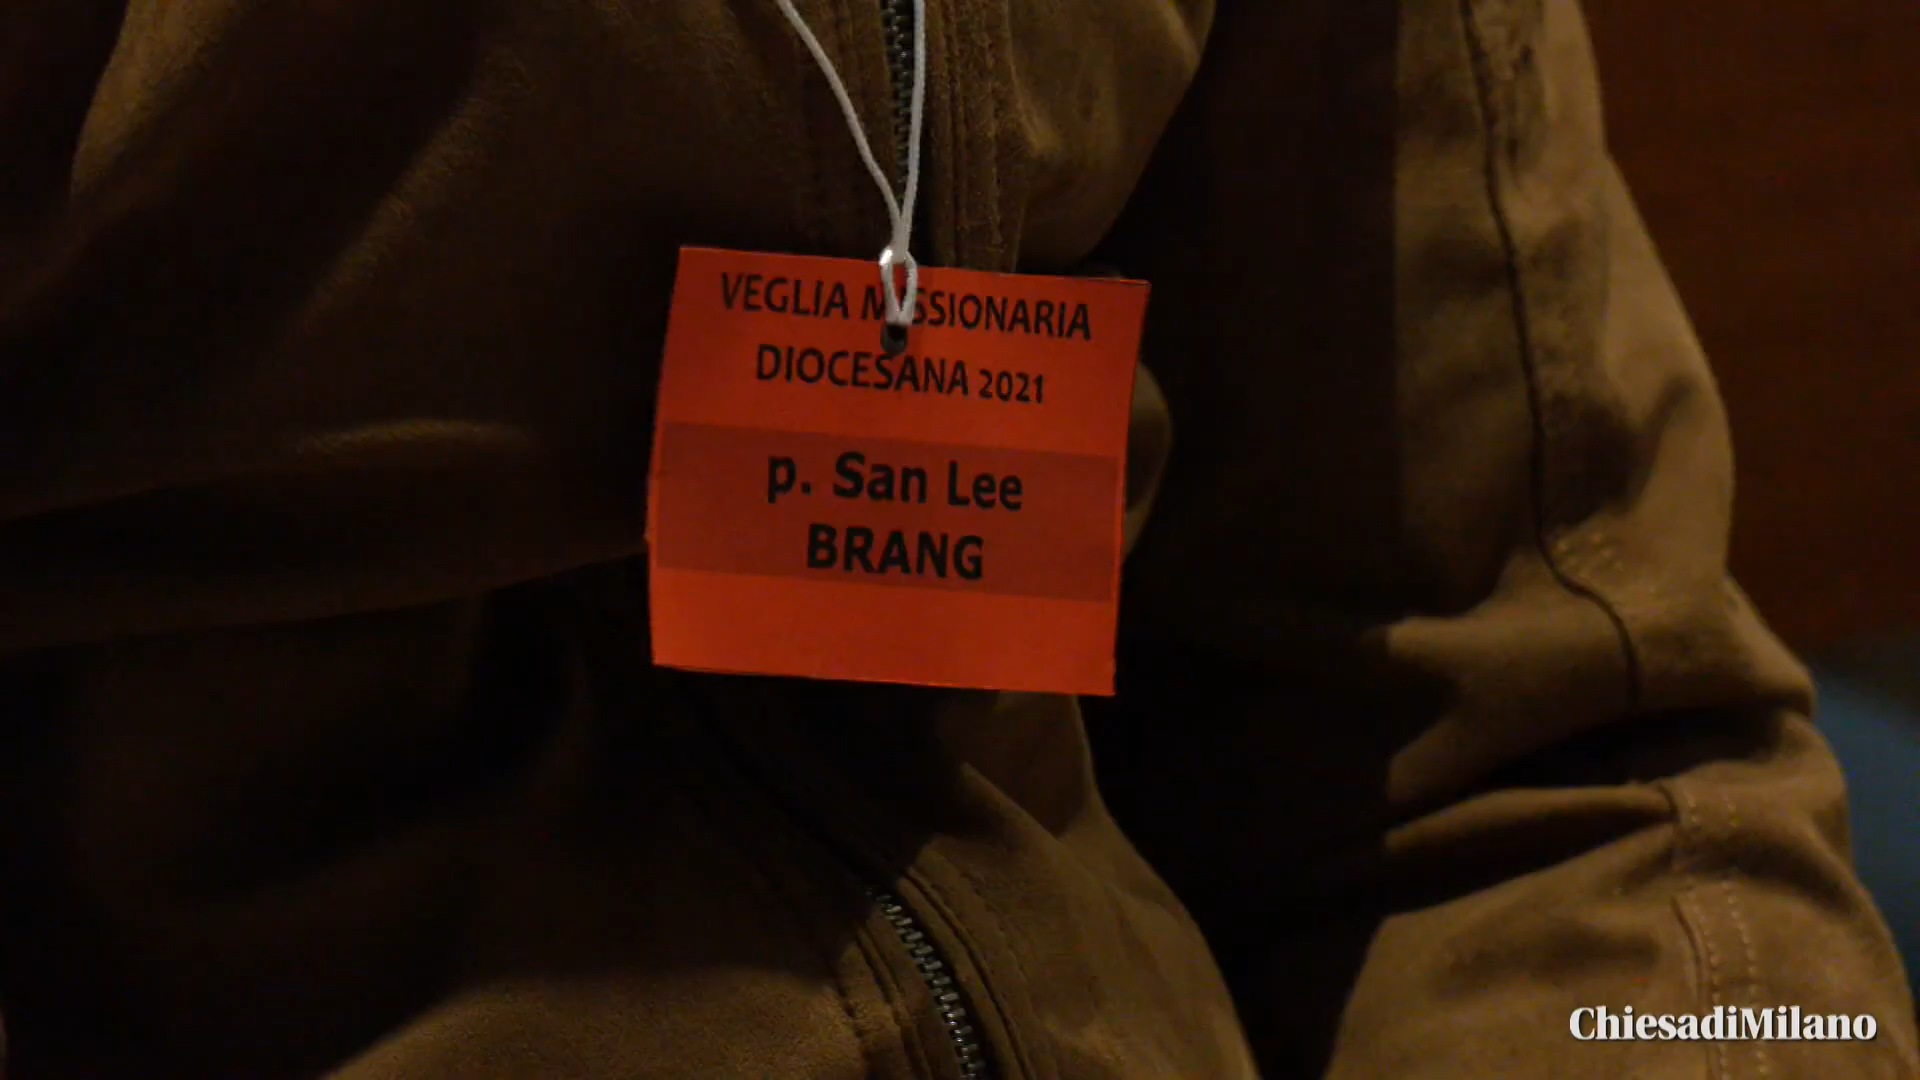 VEGLIA MISSIONARIA
DIOCESANA 2021
p. San Lee
BRANG
ChiesadiMilano